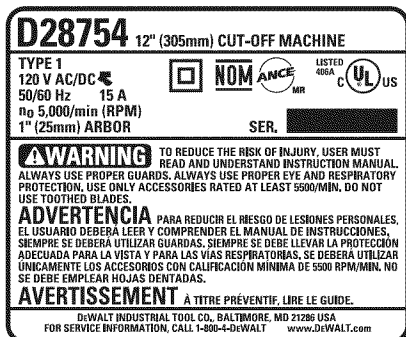 D28754 12" (305mm) CUT-OFF MACHINE
TYPE 1
120 V AC/DC
50/60 Hz 15 A
no 5,000/min (RPM)
1" (25mm) ARBOR
NOM ANCE MR
LISTED 406A C UL US
SER.
WARNING TO REDUCE THE RISK OF INJURY, USER MUST
READ AND UNDERSTAND INSTRUCTION MANUAL.
ALWAYS USE PROPER GUARDS. ALWAYS USE PROPER EYE AND RESPIRATORY
PROTECTION. USE ONLY ACCESSORIES RATED AT LEAST 5500/MIN. DO NOT
USE TOOTHED BLADES.
ADVERTENCIA PARA REDUCIR EL RIESGO DE LESIONES PERSONALES,
EL USUARIO DEBERÁ LEER Y COMPRENDER EL MANUAL DE INSTRUCCIONES,
SIEMPRE SE DEBERÁ UTILIZAR GUARDAS. SIEMPRE SE DEBE LLEVAR LA PROTECCIÓN
ADECUADA PARA LA VISTA Y PARA LAS VÍAS RESPIRATORIAS, SE DEBERÁ UTILIZAR
ÚNICAMENTE LOS ACCESORIOS CON CALIFICACIÓN MÍNIMA DE 5500 RPM/MIN. NO
SE DEBE EMPLEAR HOJAS DENTADAS.
AVERTISSEMENT À TITRE PRÉVENTIF, LIRE LE GUIDE.
DEWALT INDUSTRIAL TOOL CO., BALTIMORE, MD 21286 USA
FOR SERVICE INFORMATION, CALL 1-800-4-DEWALT www.DEWALT.com